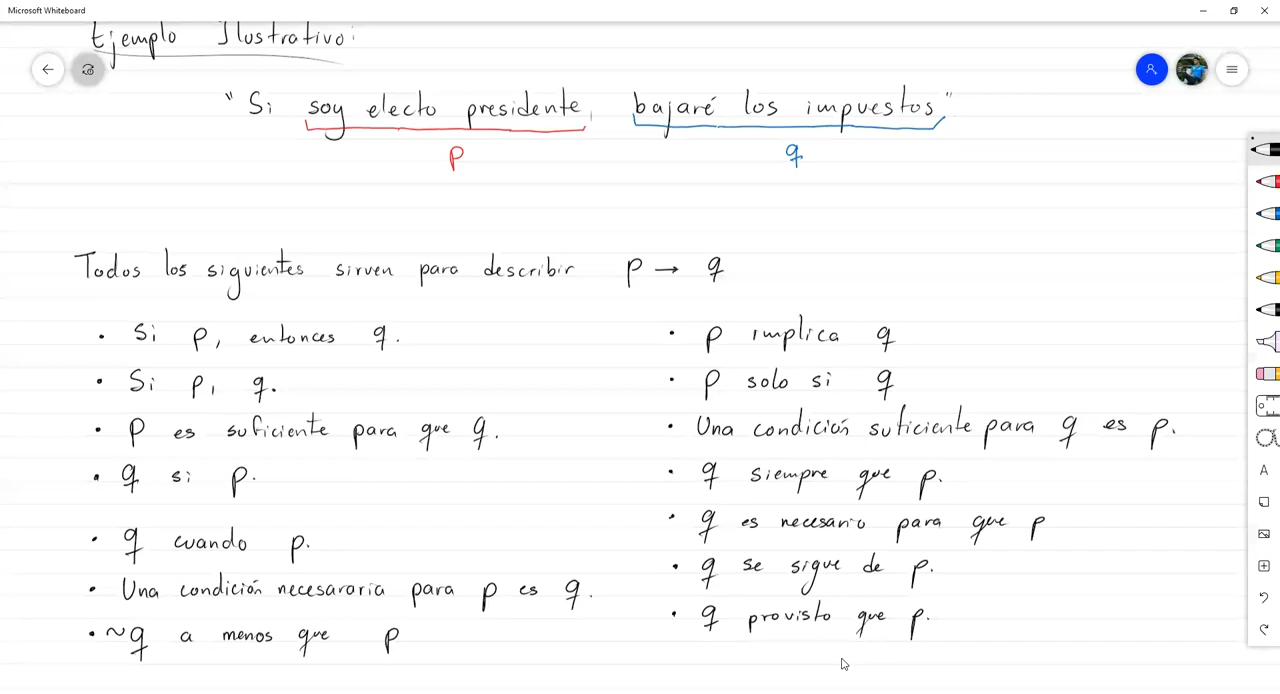 Microsoft Whiteboard
Ejemplo Ilustrativo:
"Si soy electo presidente, bajaré los impuestos"
p q
Todos los siguientes sirven para describir p → q
• Si p, entonces q.
• Si p, q.
• p es suficiente para que q.
• q si p.
• q cuando p.
• Una condición necesararia para p es q.
• ~q a menos que p
• p implica q
• p solo si q
• Una condición suficiente para q es p.
• q siempre que p.
• q es necesario para que p
• q se sigue de p.
• q provisto que p.
A